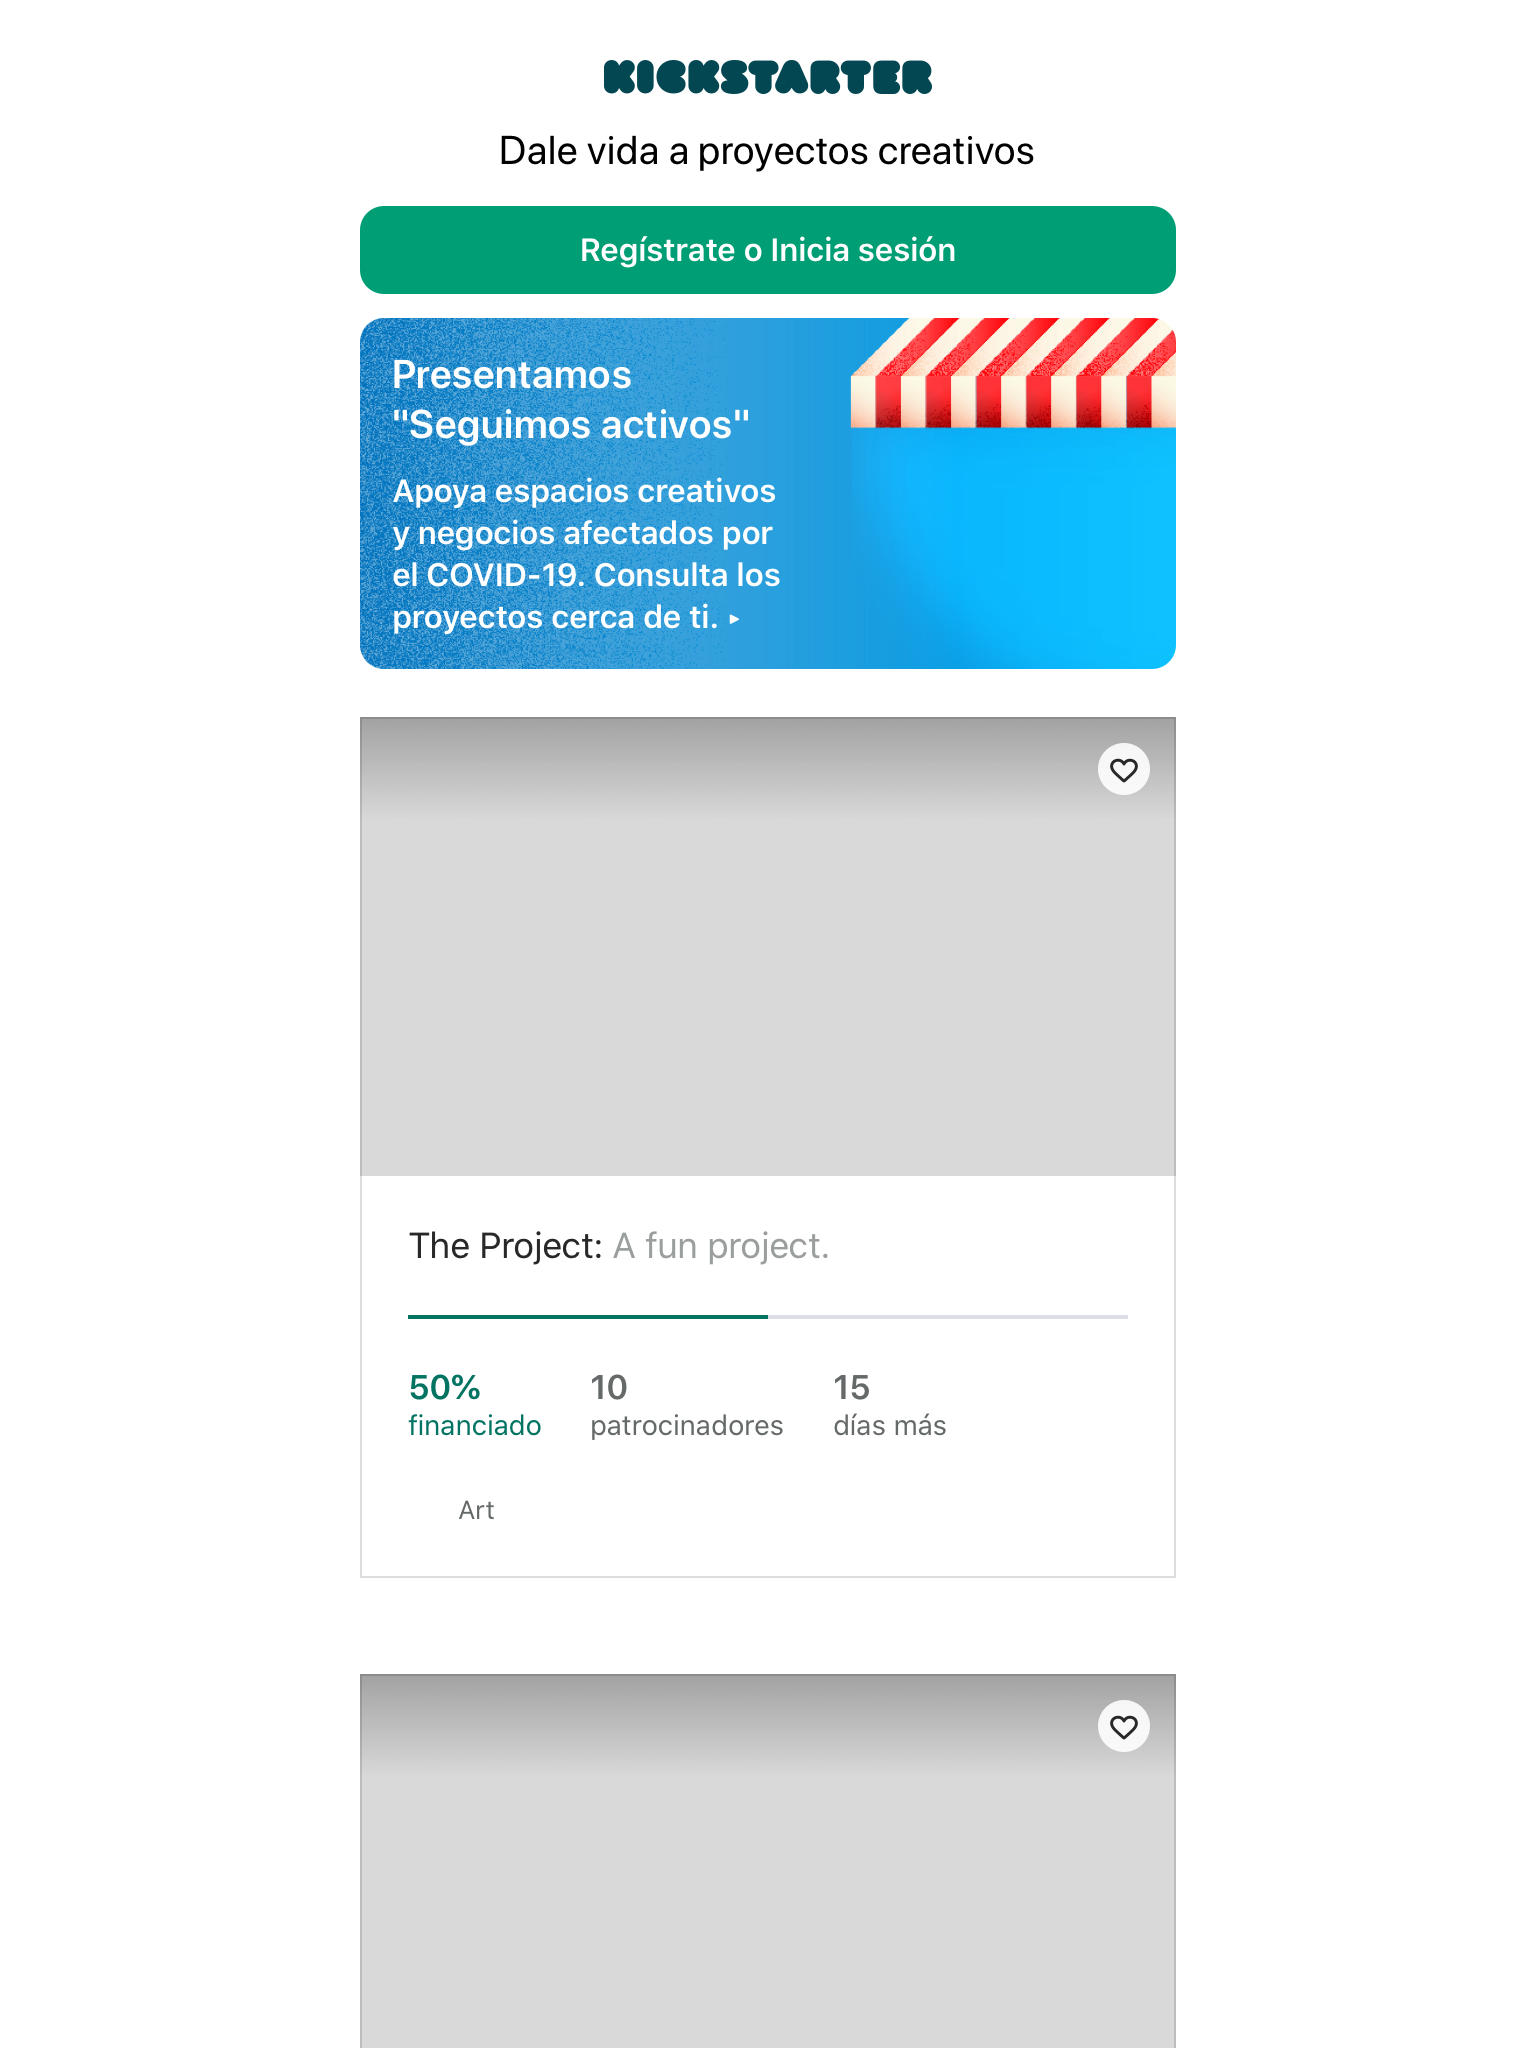 KICKSTARTER
Dale vida a proyectos creativos
Regístrate o Inicia sesión
Presentamos
"Seguimos activos"
Apoya espacios creativos
y negocios afectados por
el COVID-19. Consulta los
proyectos cerca de ti. ▸
The Project: A fun project.
50% 10 15
financiado patrocinadores días más
Art